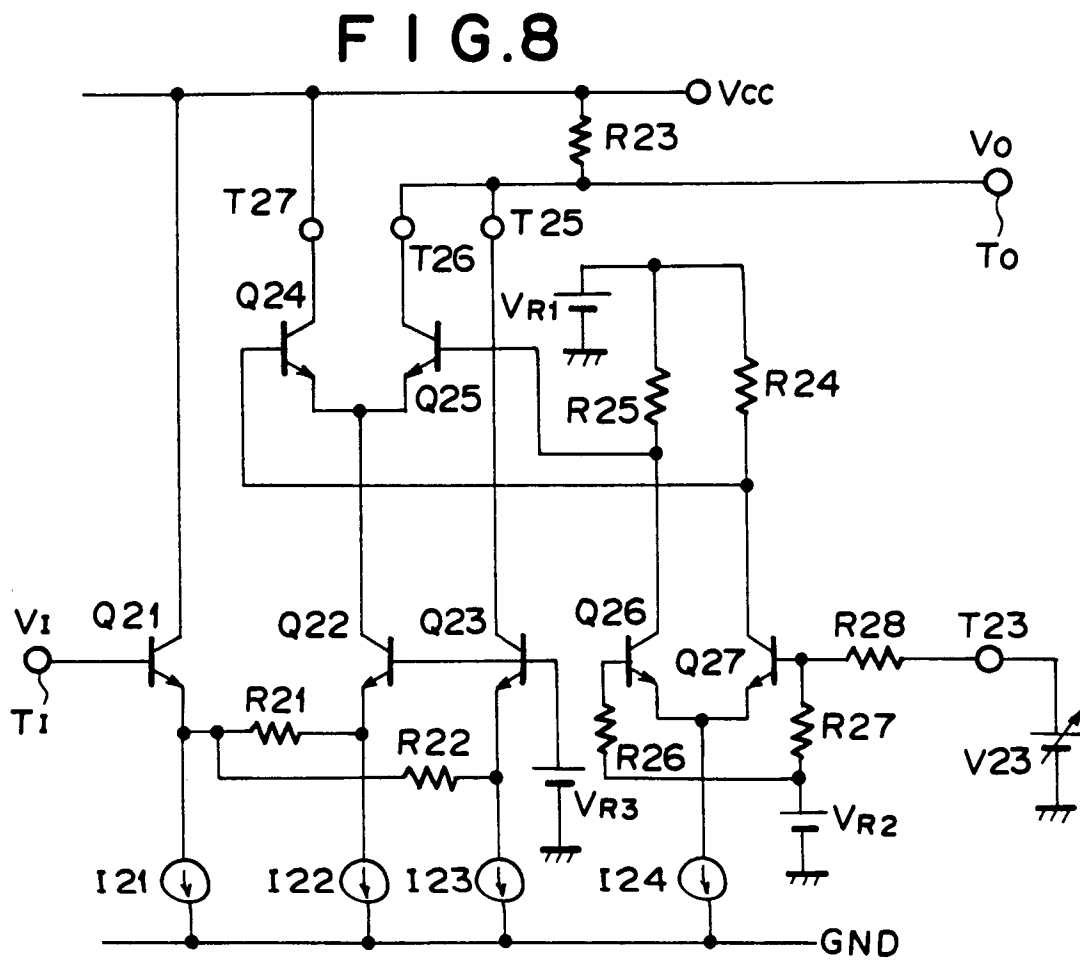 FIG.8
VCC
R23
VO
T27
T25
T26
TO
Q24
VR1
Q25
R25
R24
VI
Q21
Q22
Q23
Q26
R28
T23
Q27
TI
R21
R22
R26
R27
V23
VR3
VR2
I21
I22
I23
I24
GND